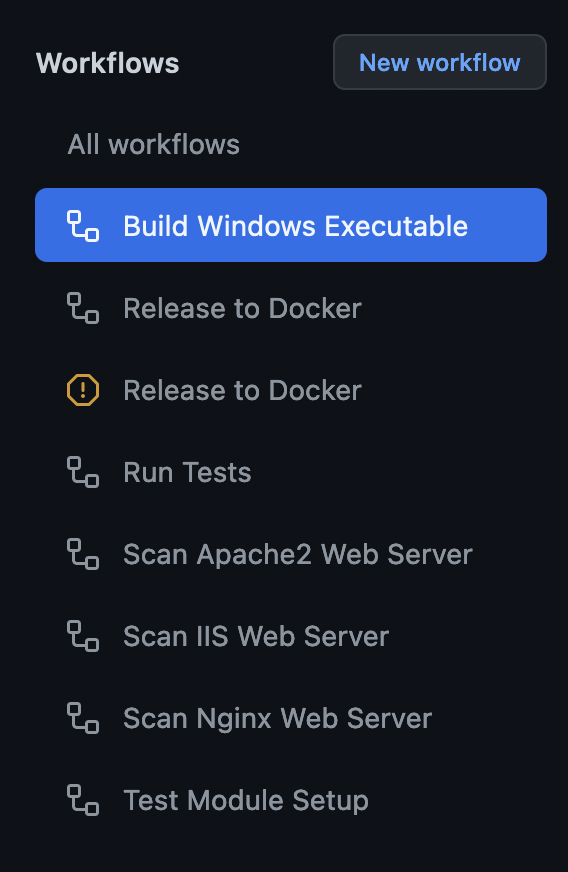 Workflows
New workflow
All workflows
Build Windows Executable
Release to Docker
Release to Docker
Run Tests
Scan Apache2 Web Server
Scan IIS Web Server
Scan Nginx Web Server
Test Module Setup